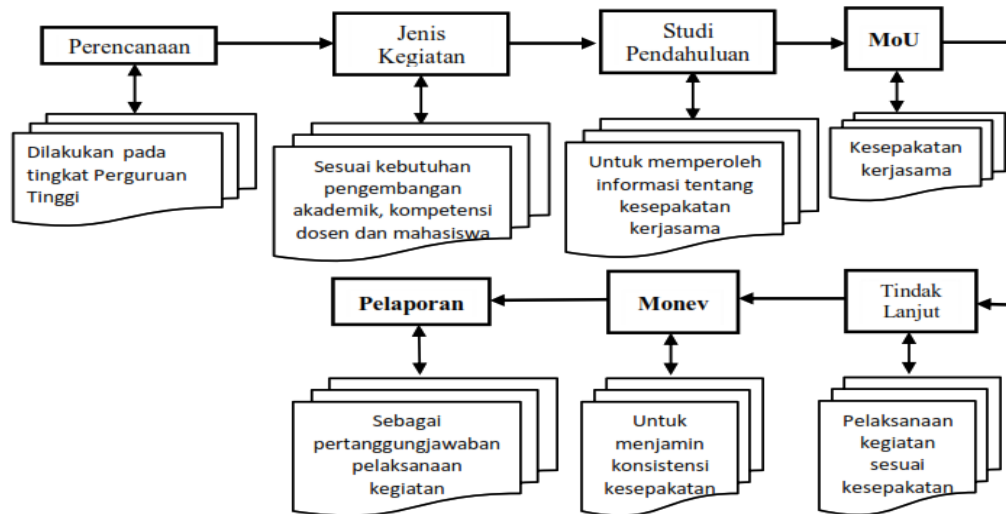 Perencanaan
Jenis
Kegiatan
Studi
Pendahuluan
MoU
Dilakukan pada
tingkat Perguruan
Tinggi
Sesuai kebutuhan
pengembangan
akademik, kompetensi
dosen dan mahasiswa
Untuk memperoleh
informasi tentang
kesepakatan
kerjasama
Kesepakatan
kerjasama
Pelaporan
Monev
Tindak
Lanjut
Sebagai
pertanggungjawaban
pelaksanaan
kegiatan
Untuk
menjamin
konsistensi
kesepakatan
Pelaksanaan
kegiatan
sesuai
kesepakatan